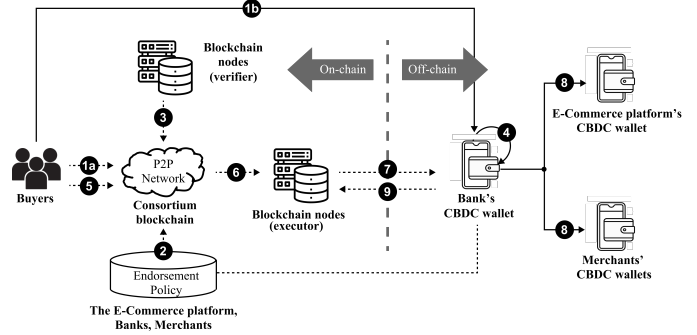 1b
Blockchain
nodes
(verifier)
On-chain
Off-chain
3
4
8
E-Commerce platform's
CBDC wallet
1a
P2P
Network
5
6
7
9
Buyers
Consortium
blockchain
Blockchain nodes
(executor)
Bank's
CBDC wallet
8
Merchants'
CBDC wallets
2
Endorsement
Policy
The E-Commerce platform,
Banks, Merchants